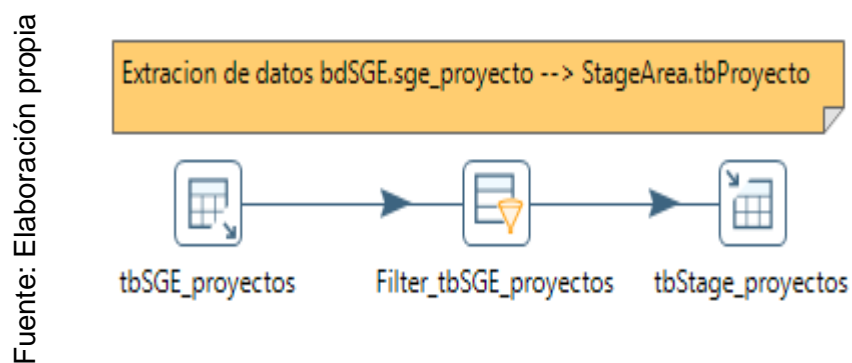 Fuente: Elaboración propia
Extracion de datos bdSGE.sge_proyecto --> StageArea.tbProyecto
tbSGE_proyectos
Filter_tbSGE_proyectos
tbStage_proyectos